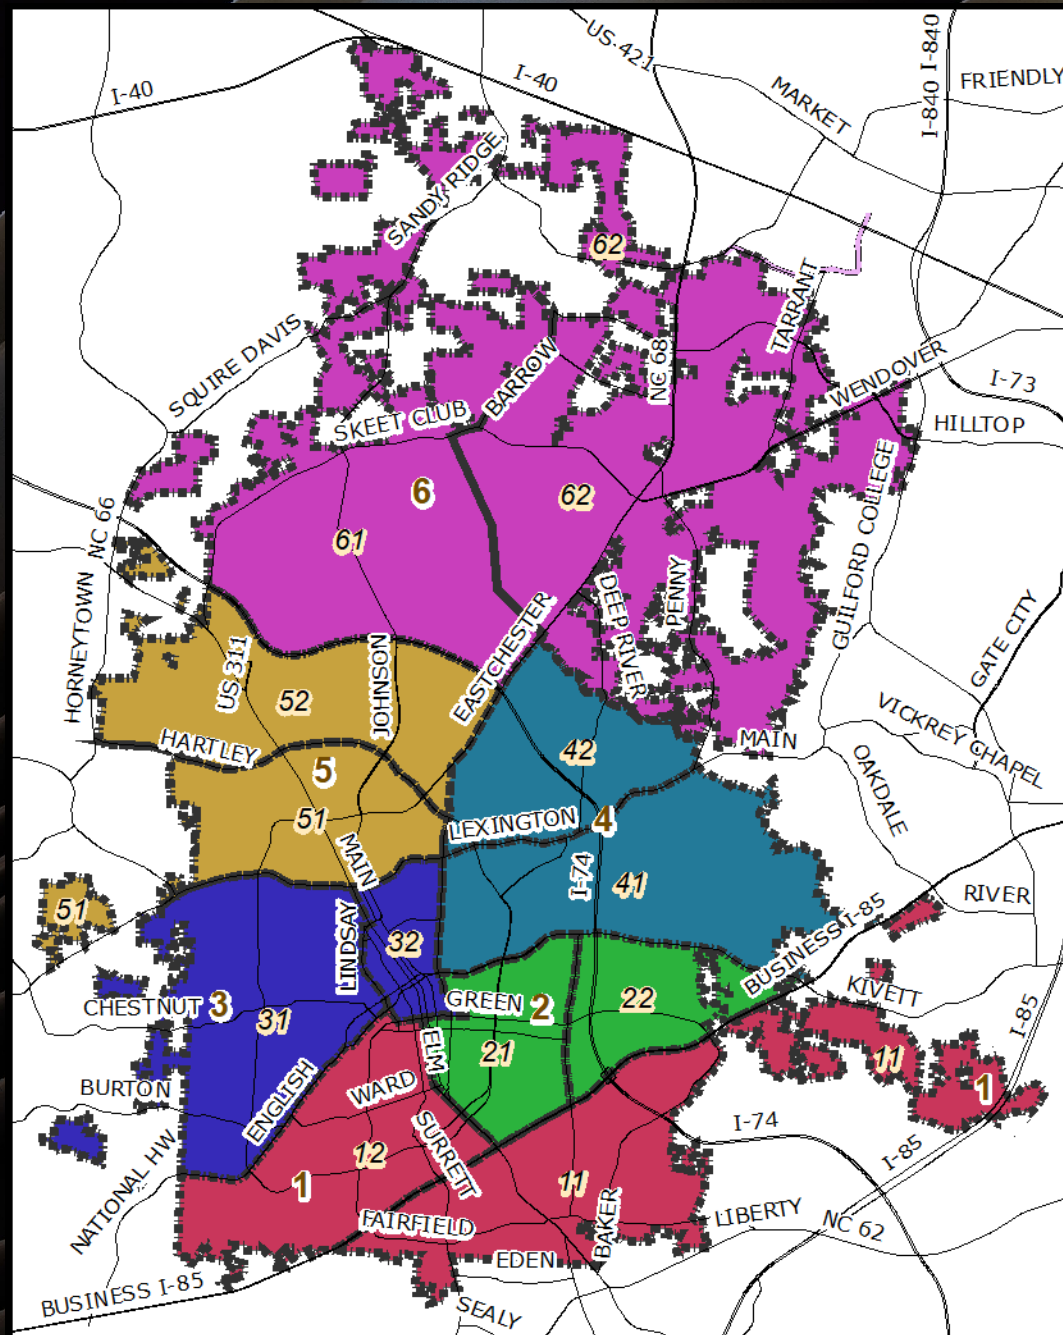 US-421
I-840
I-840
FRIENDLY
I-40
I-40
MARKET
SANDY RIDGE
62
TARRANT
SQUIRE DAVIS
NC 68
BARROW
WENDOVER
I-73
SKEET CLUB
HILLTOP
6
62
GUILFORD COLLEGE
NC 66
61
HORNEYTOWN
DEEP RIVER
PENNY
GATE CITY
US 311
JOHNSON
EASTCHESTER
52
VICKREY CHAPEL
HARTLEY
42
MAIN
5
OAKDALE
51
LEXINGTON
4
MAIN
I-74
41
RIVER
51
LINDSAY
32
BUSINESS I-85
CHESTNUT
3
31
GREEN
2
22
KIVETT
I-85
ELM
21
11
1
BURTON
WARD
ENGLISH
SURRETT
I-74
NATIONAL HW
12
I-85
1
11
BAKER
FAIRFIELD
LIBERTY
NC 62
EDEN
BUSINESS I-85
SEALY